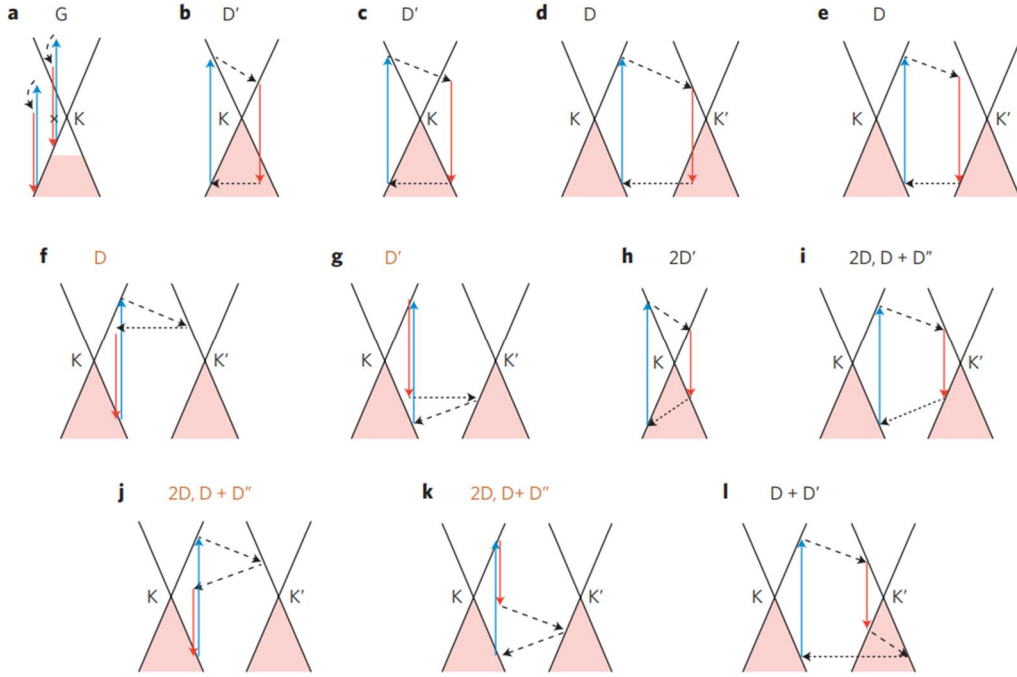 a G b D′ c D′ d D e D
K K K K K′ K K′
f D g D′ h 2D′ i 2D, D + D″
K K′ K K′ K K K′
j 2D, D + D″ k 2D, D+ D″ l D + D′
K K′ K K′ K K′